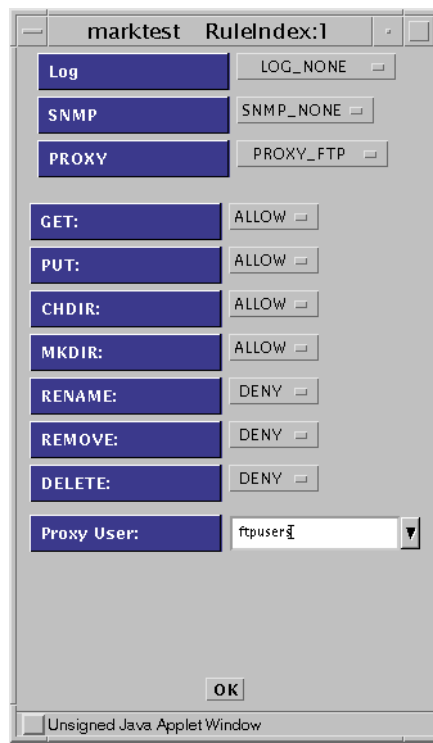 marktest RuleIndex:1
Log LOG_NONE
SNMP SNMP_NONE
PROXY PROXY_FTP
GET: ALLOW
PUT: ALLOW
CHDIR: ALLOW
MKDIR: ALLOW
RENAME: DENY
REMOVE: DENY
DELETE: DENY
Proxy User: ftpusers
OK
Unsigned Java Applet Window